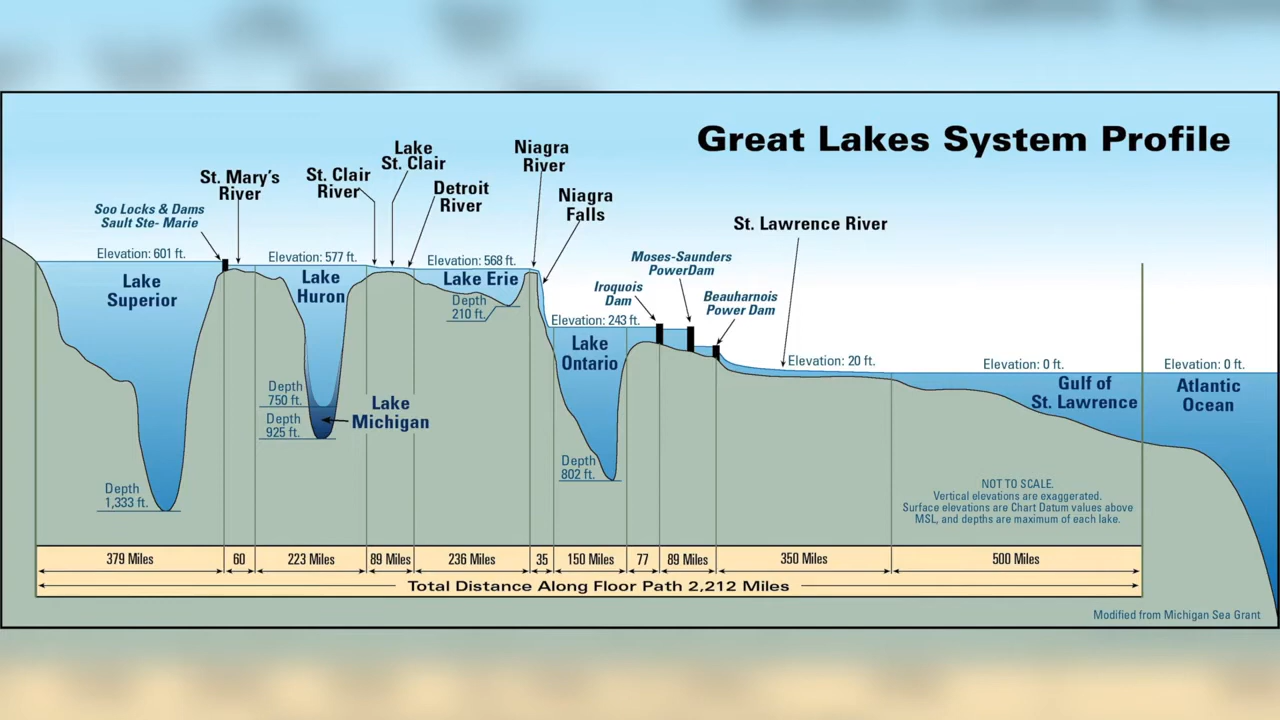 Great Lakes System Profile
Lake
St. Clair
Niagra
River
St. Mary's
River
St. Clair
River
Detroit
River
Niagra
Falls
Soo Locks & Dams
Sault Ste- Marie
St. Lawrence River
Moses-Saunders
PowerDam
Iroquois
Dam
Beauharnois
Power Dam
Elevation: 601 ft.
Elevation: 577 ft.
Elevation: 568 ft.
Elevation: 243 ft.
Elevation: 20 ft.
Elevation: 0 ft.
Elevation: 0 ft.
Lake
Superior
Lake
Huron
Lake Erie
Depth
210 ft.
Lake
Ontario
Gulf of
St. Lawrence
Atlantic
Ocean
Depth
750 ft.
Depth
925 ft.
Lake
Michigan
Depth
802 ft.
Depth
1,333 ft.
NOT TO SCALE.
Vertical elevations are exaggerated.
Surface elevations are Chart Datum values above
MSL, and depths are maximum of each lake.
379 Miles
60
223 Miles
89 Miles
236 Miles
35
150 Miles
77
89 Miles
350 Miles
500 Miles
Total Distance Along Floor Path 2,212 Miles
Modified from Michigan Sea Grant